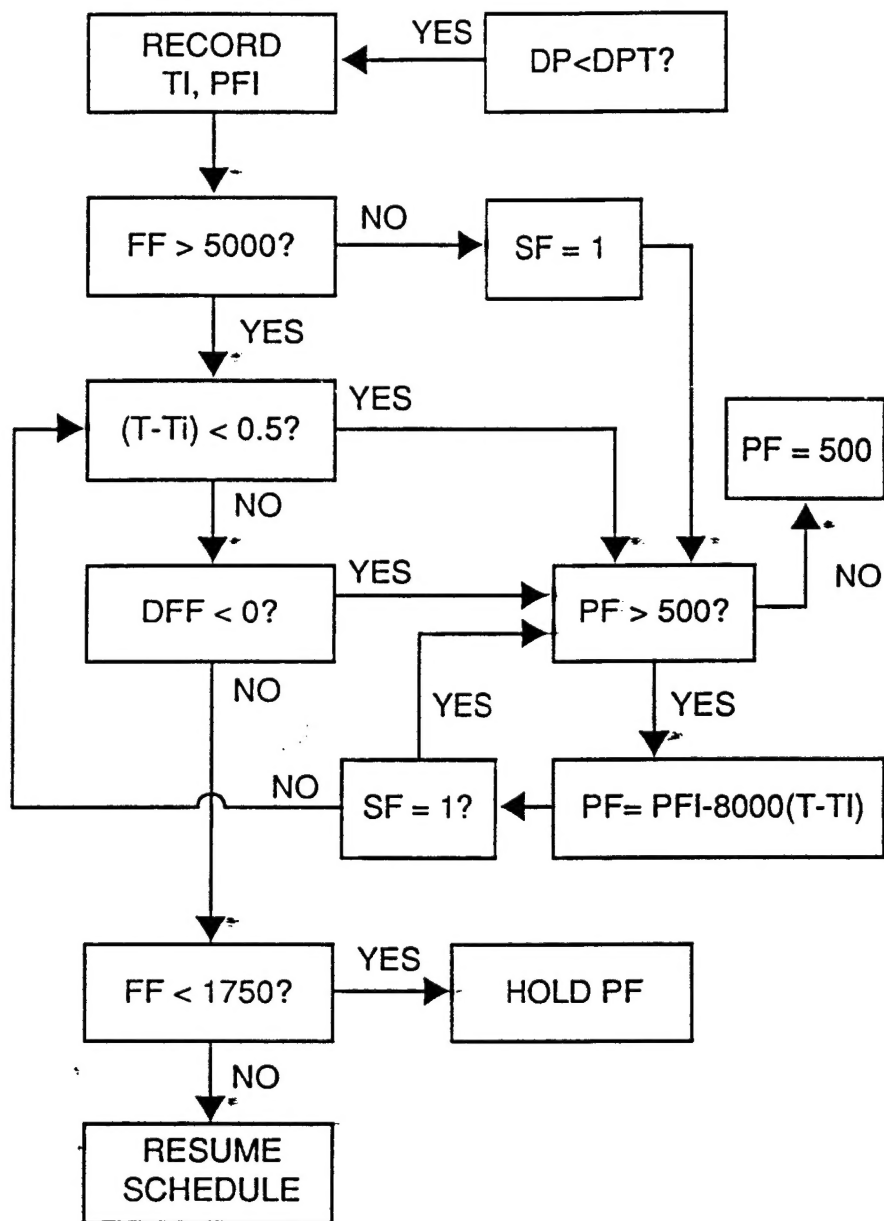 RECORD
TI, PFI
YES
DP<DPT?
FF > 5000?
NO
SF = 1
YES
(T-Ti) < 0.5?
YES
PF = 500
NO
DFF < 0?
YES
PF > 500?
NO
NO
YES
YES
NO
SF = 1?
PF= PFI-8000(T-TI)
FF < 1750?
YES
HOLD PF
NO
RESUME
SCHEDULE